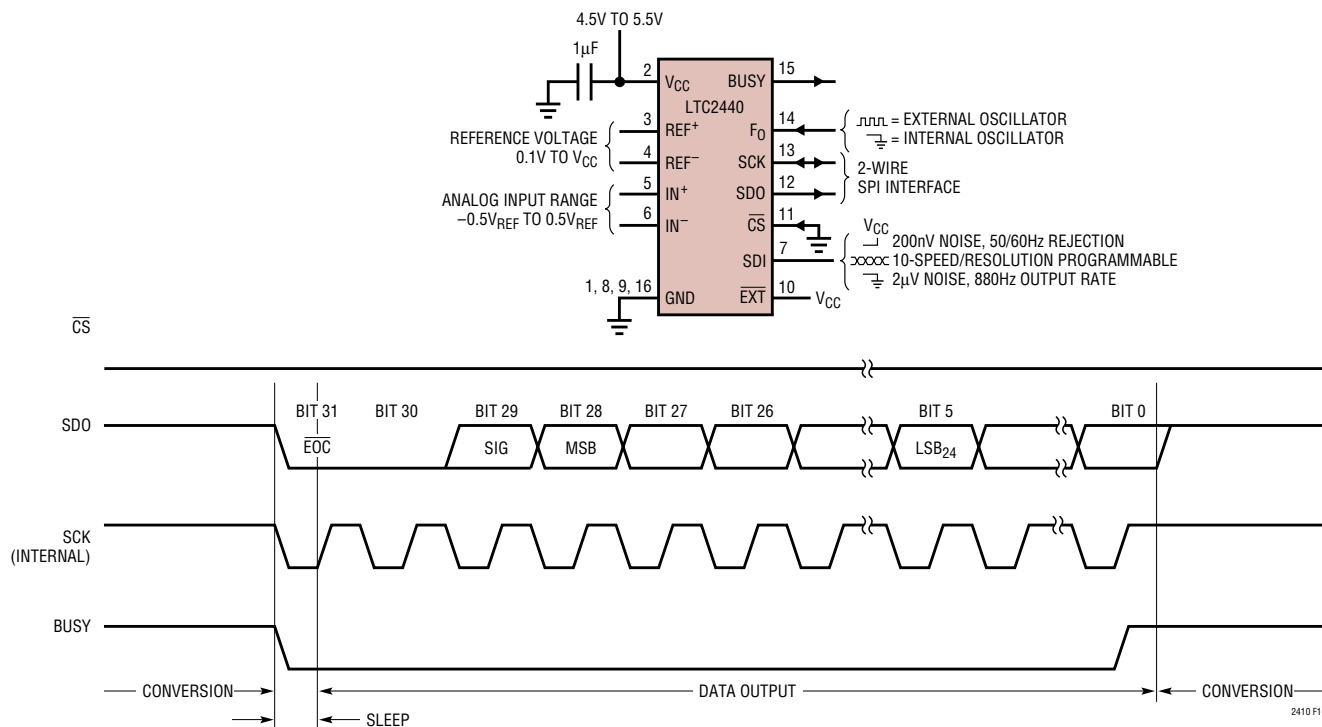 4.5V TO 5.5V
1µF
2 VCC
BUSY 15
LTC2440
3 REF+
4 REF–
REFERENCE VOLTAGE
0.1V TO VCC
5 IN+
6 IN–
ANALOG INPUT RANGE
–0.5VREF TO 0.5VREF
1, 8, 9, 16 GND
FO 14
= EXTERNAL OSCILLATOR
= INTERNAL OSCILLATOR
SCK 13
SDO 12
2-WIRE
SPI INTERFACE
CS 11
SDI 7
VCC
200nV NOISE, 50/60Hz REJECTION
10-SPEED/RESOLUTION PROGRAMMABLE
2µV NOISE, 880Hz OUTPUT RATE
EXT 10 VCC
CS
SDO
BIT 31 BIT 30 BIT 29 BIT 28 BIT 27 BIT 26 BIT 5 BIT 0
EOC SIG MSB LSB24
SCK
(INTERNAL)
BUSY
CONVERSION DATA OUTPUT CONVERSION
SLEEP
2410 F1